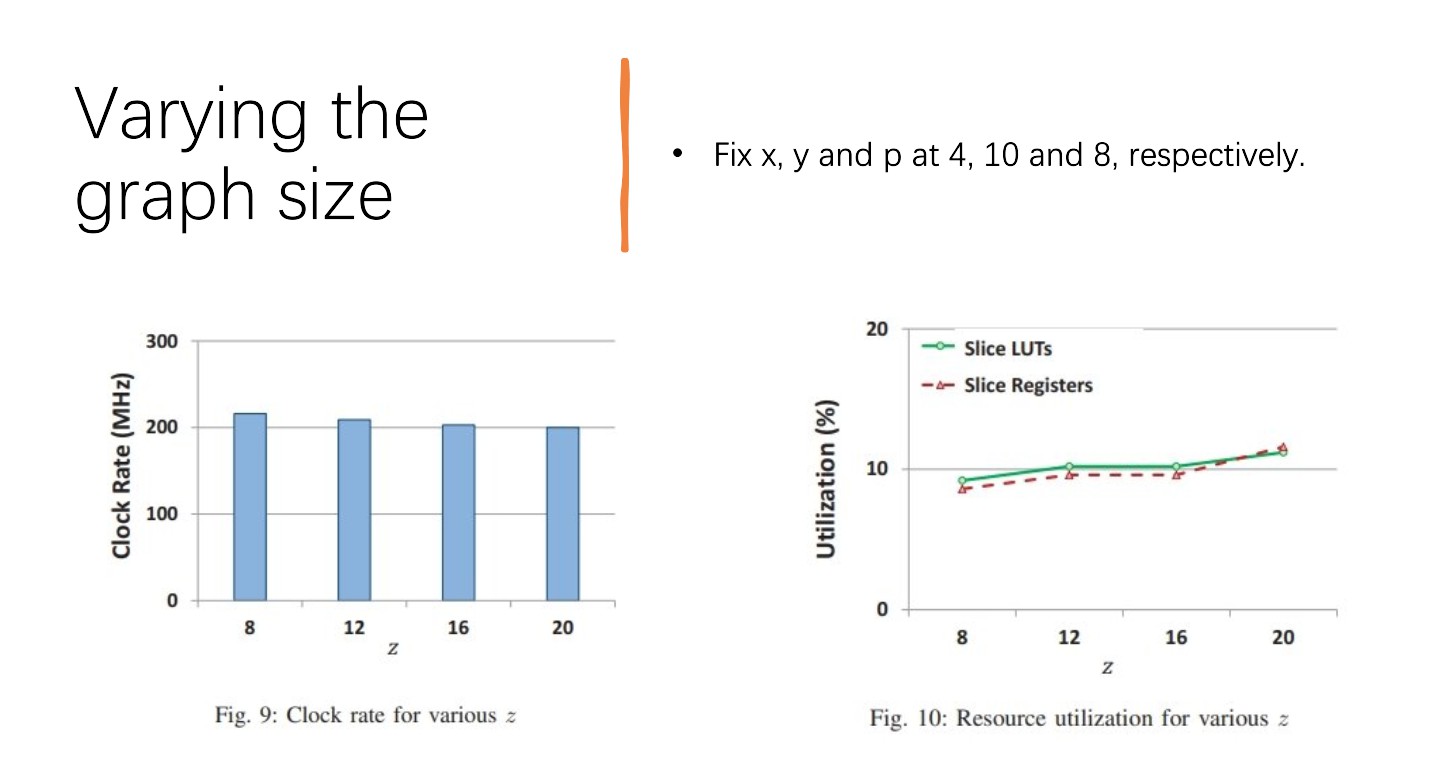 Varying the
graph size
• Fix x, y and p at 4, 10 and 8, respectively.
300
200
100
0
Clock Rate (MHz)
8 12 16 20
z
Fig. 9: Clock rate for various z
20
10
0
Utilization (%)
Slice LUTs
Slice Registers
8 12 16 20
z
Fig. 10: Resource utilization for various z